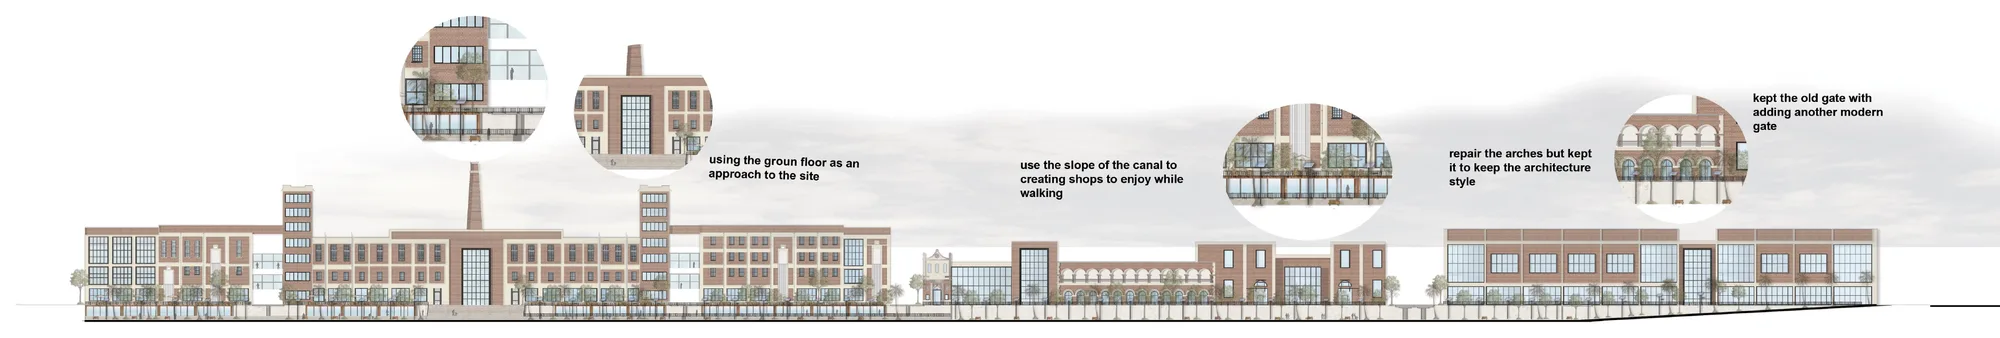 using the groun floor as an
approach to the site
use the slope of the canal to
creating shops to enjoy while
walking
repair the arches but kept
it to keep the architecture
style
kept the old gate with
adding another modern
gate